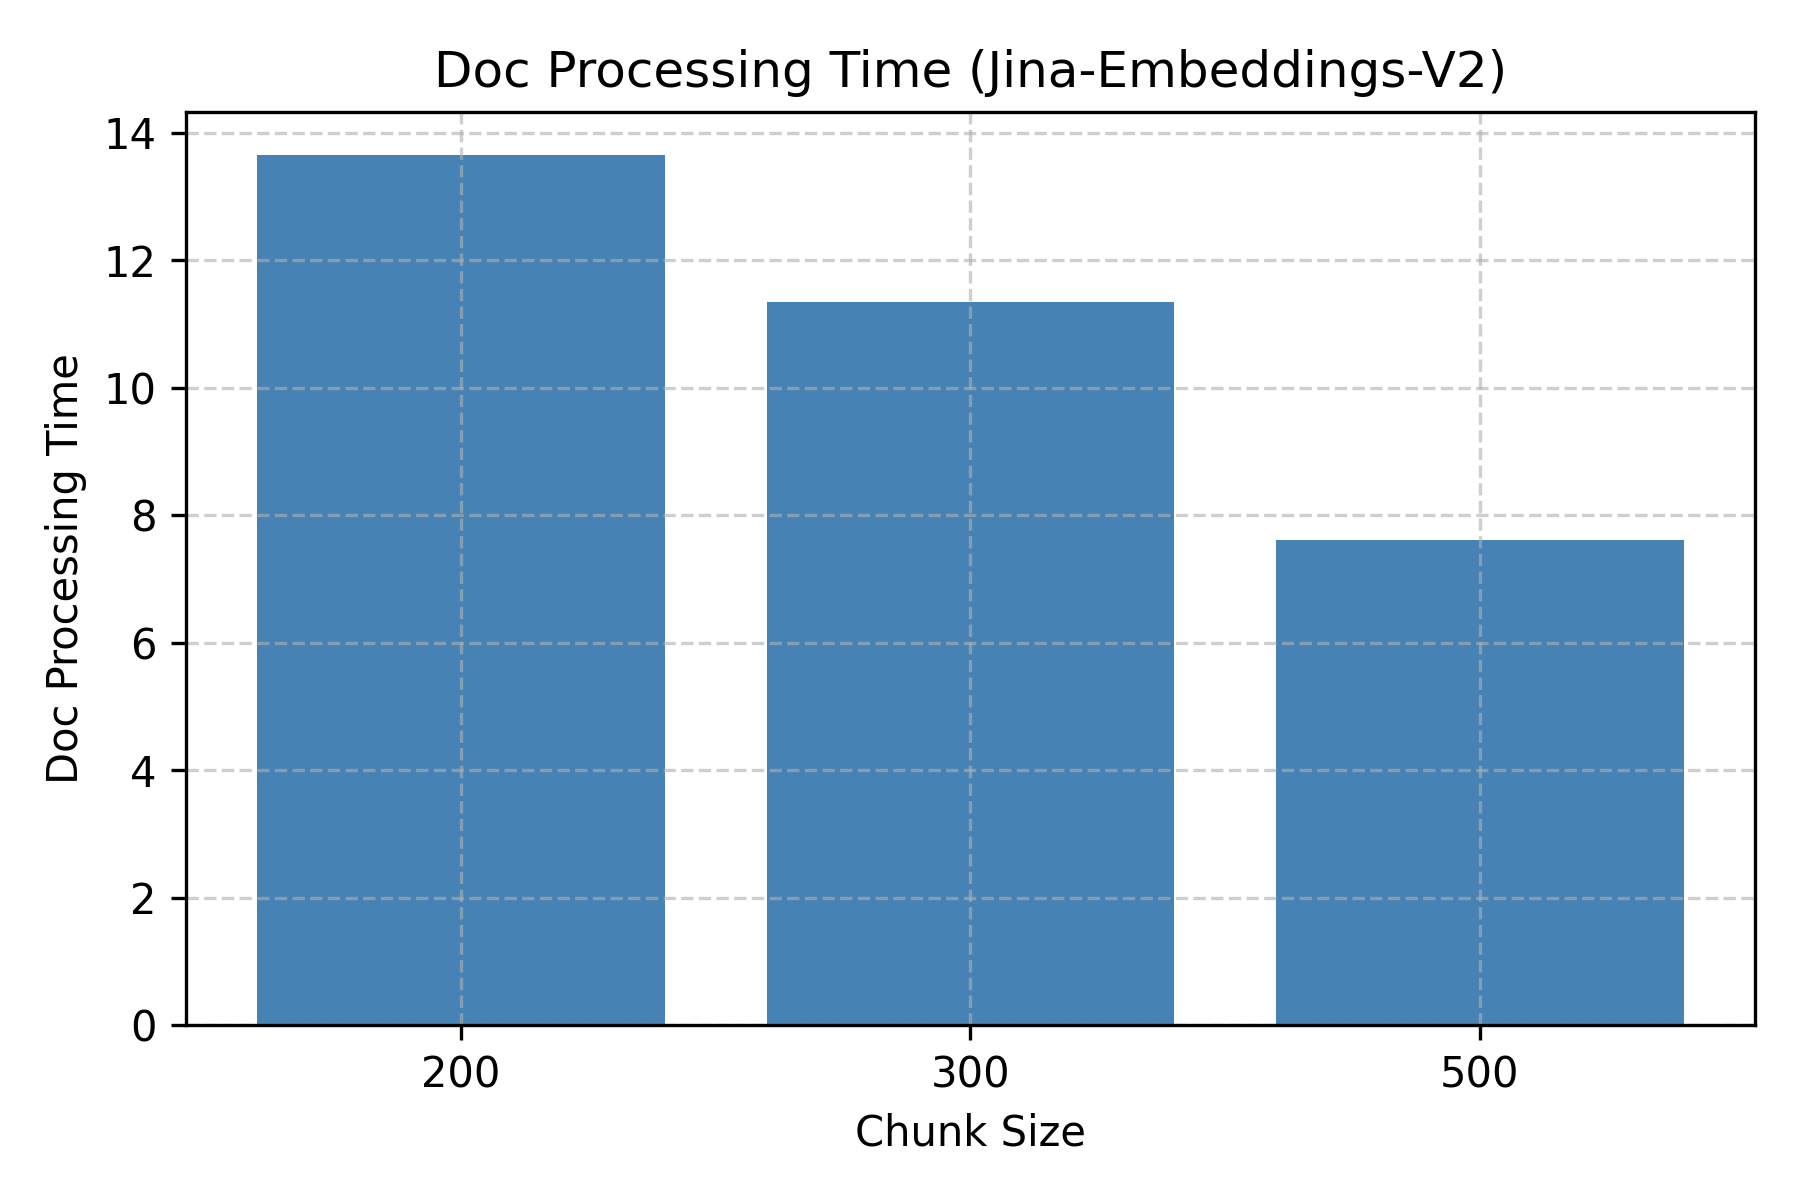 Doc Processing Time (Jina-Embeddings-V2)
Doc Processing Time
14
12
10
8
6
4
2
0
200 300 500
Chunk Size